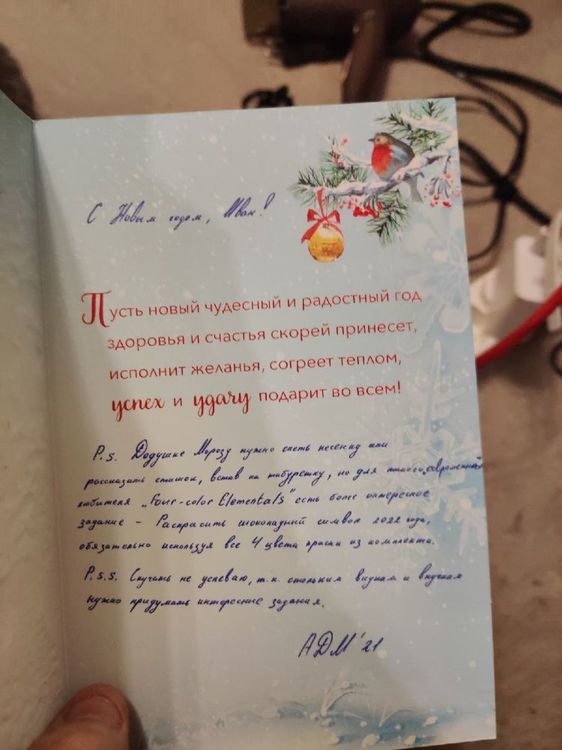 С Новым годом, Иван!
Пусть новый чудесный и радостный год
здоровья и счастья скорей принесет,
исполнит желанья, согреет теплом,
успех и удачу подарит во всем!
P.S. Дедушке Морозу нужно спеть песенку или
рассказать стишок, встав на табуретку, но для такого современного
любителя „Four-color Elementals" есть более интересное
задание - Раскрасить шоколадный символ 2022 года,
обязательно используя все 4 цвета краски из комплекта.
P.S.S. Скучать не успеваю, т.к. стольким внукам и внучкам
нужно придумать интересные задания.
АДМ'21